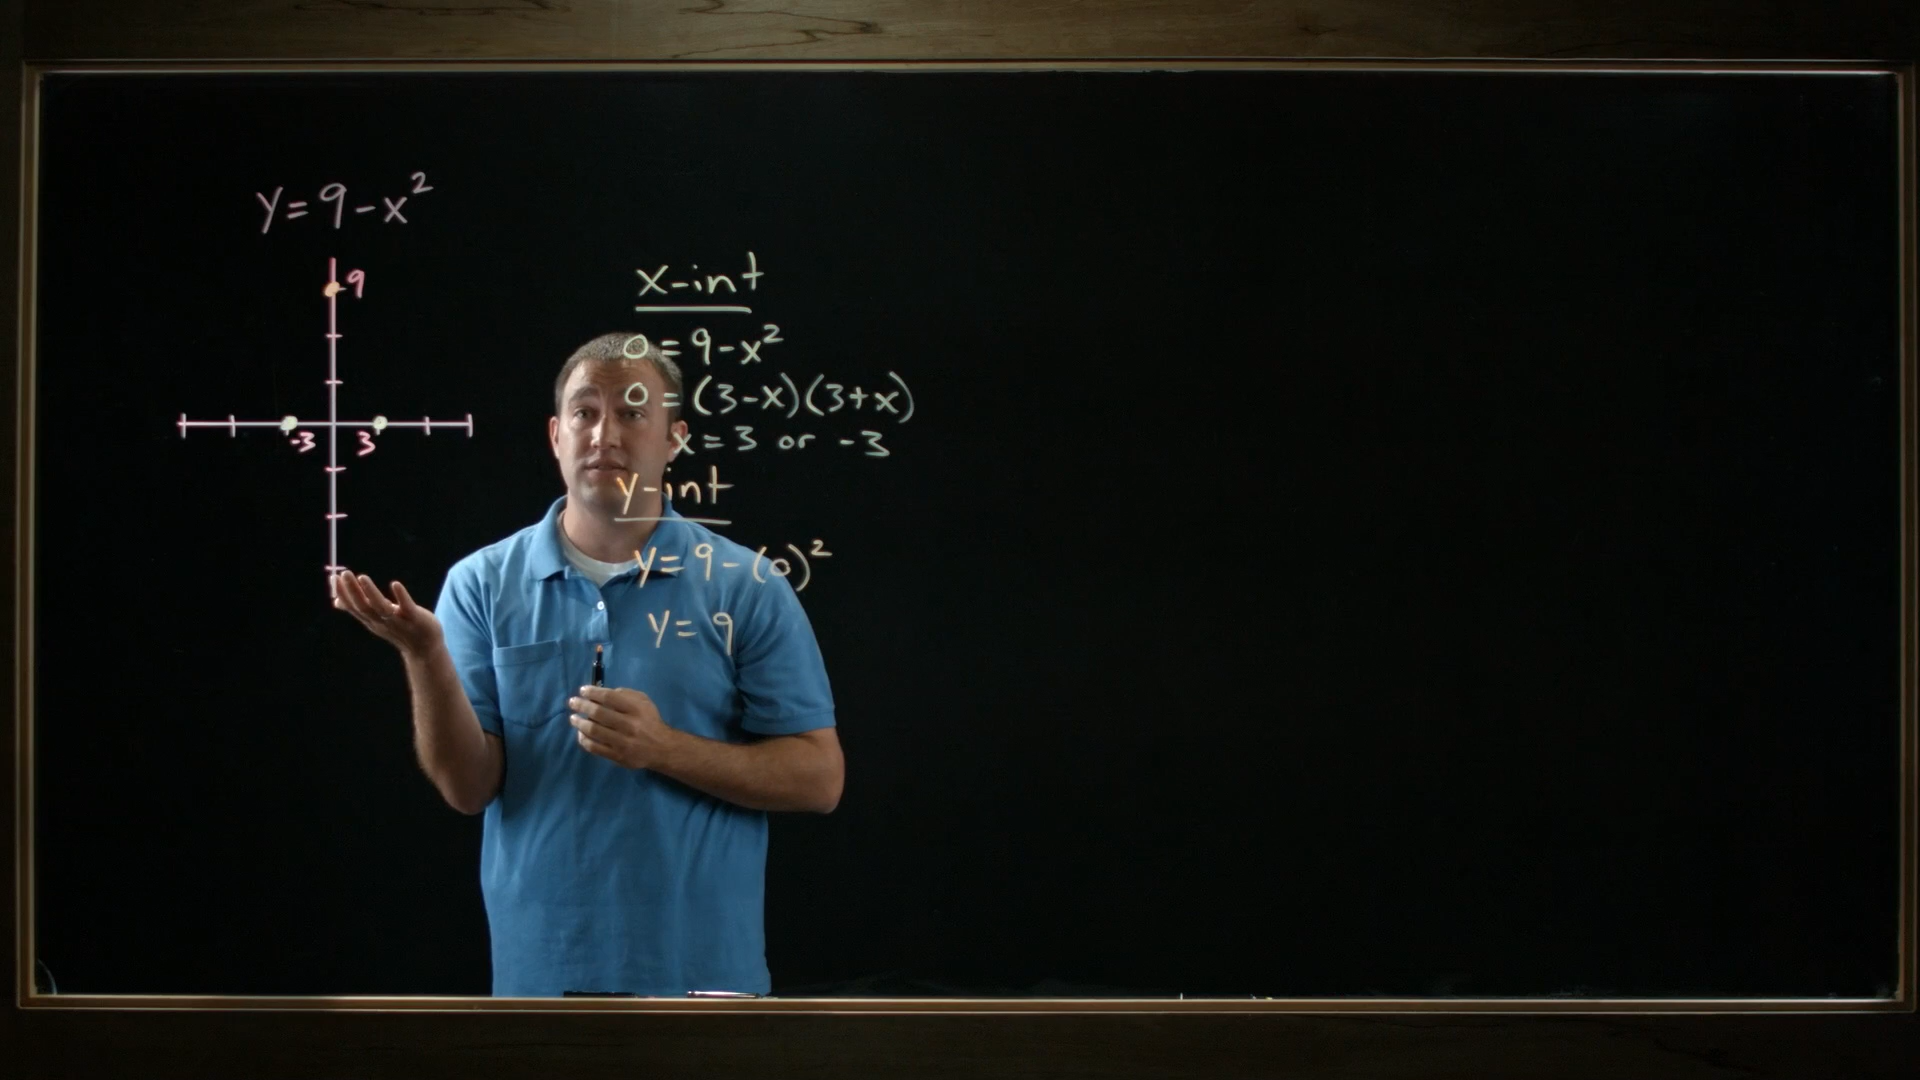 y=9-x²
9
-3 3
x-int
0=9-x²
0=(3-x)(3+x)
x=3 or -3
y-int
y=9-(0)²
y=9